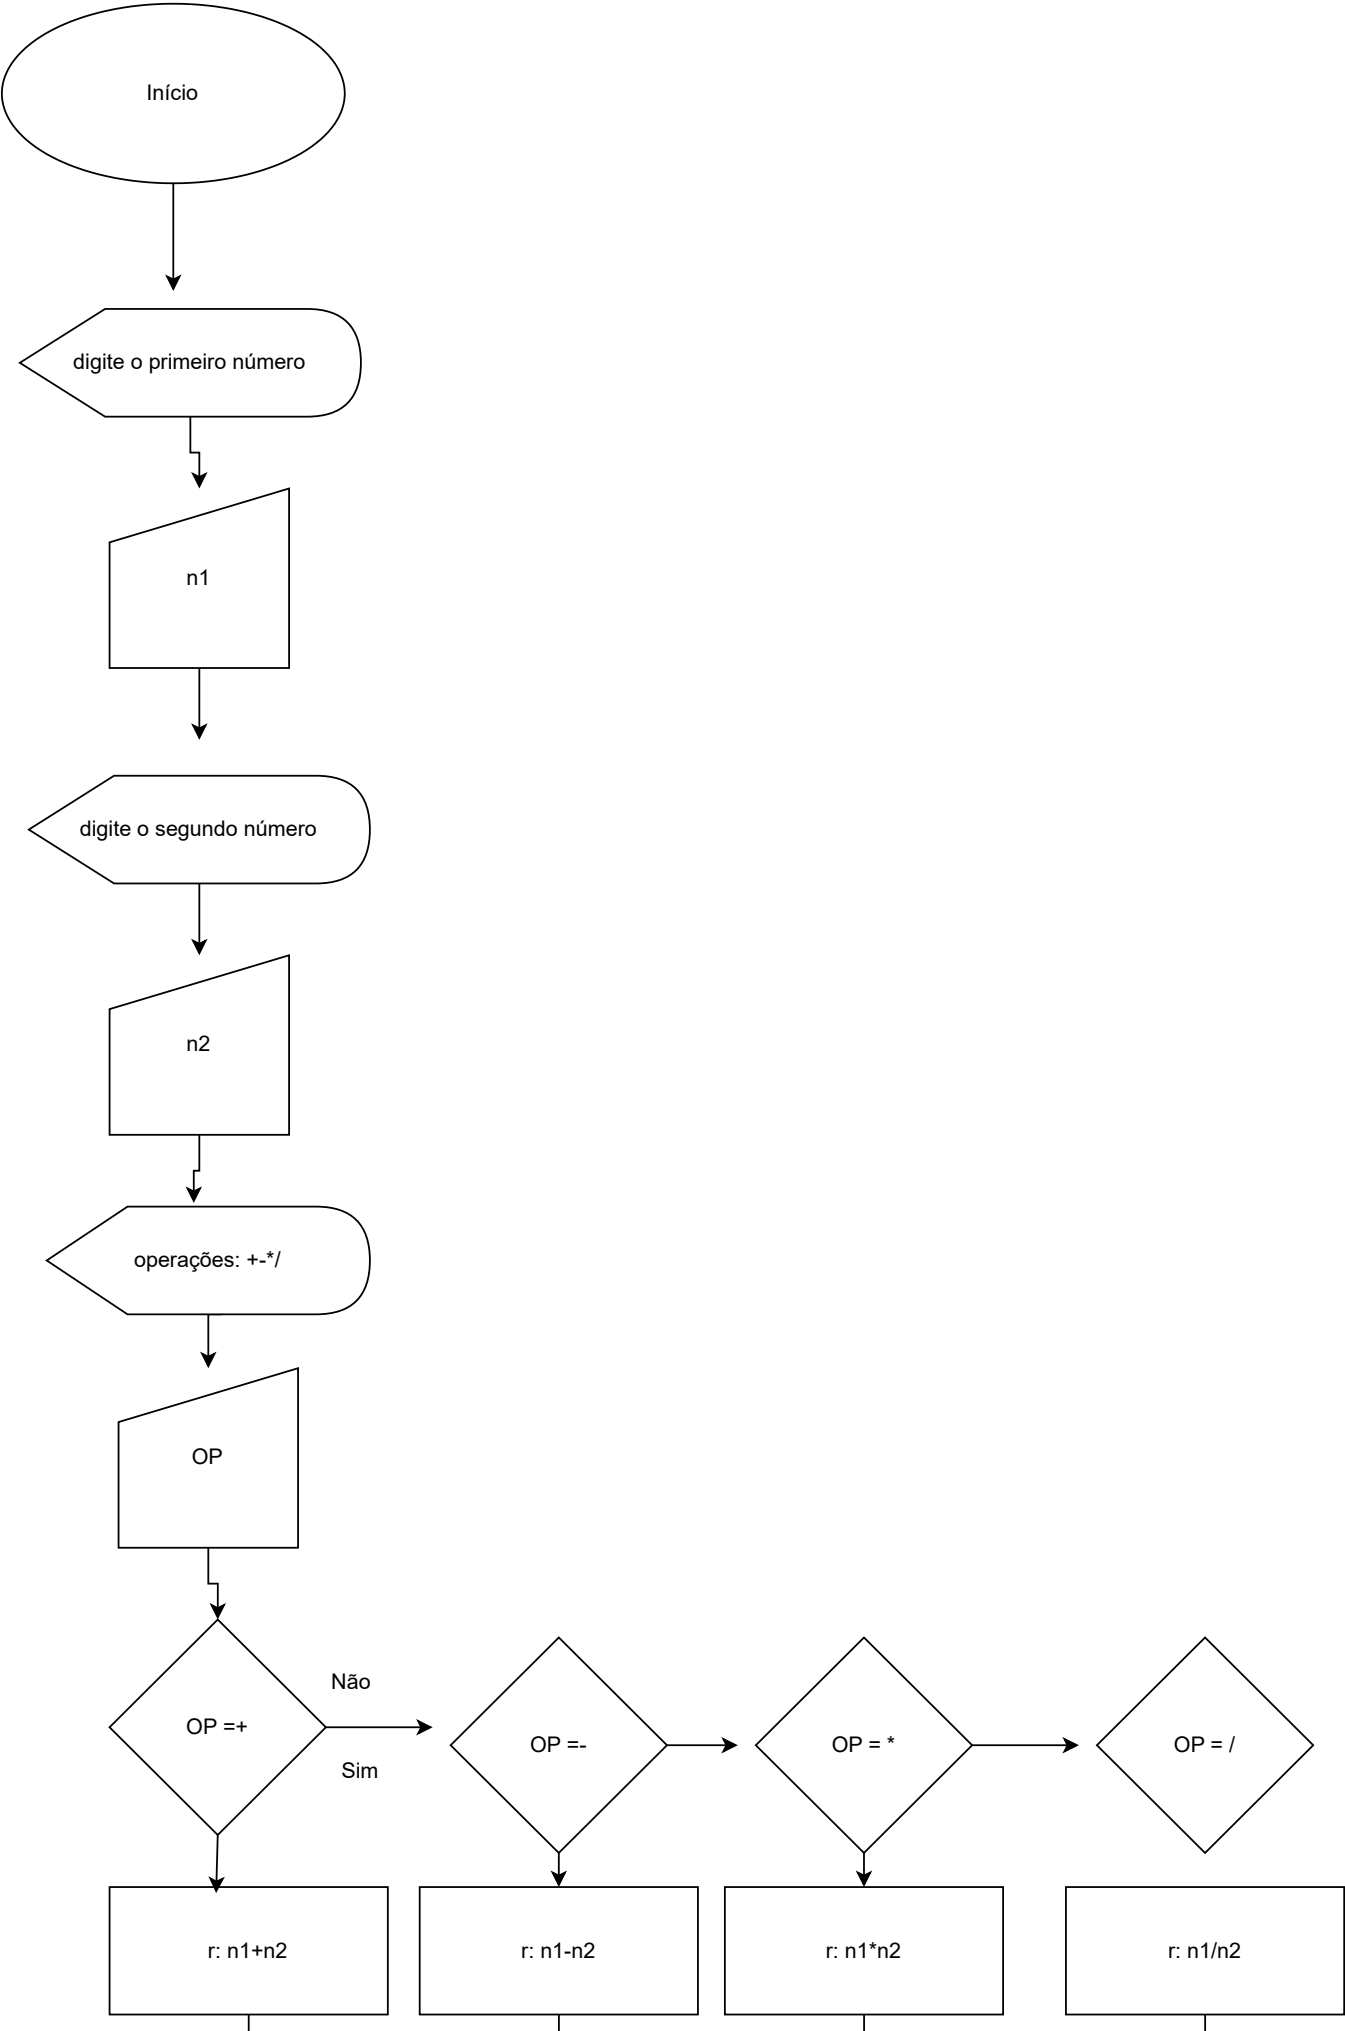 Início
digite o primeiro número
n1
digite o segundo número
n2
operações: +-*/
OP
Não
OP =+
OP =-
OP = *
OP = /
Sim
r: n1+n2
r: n1-n2
r: n1*n2
r: n1/n2